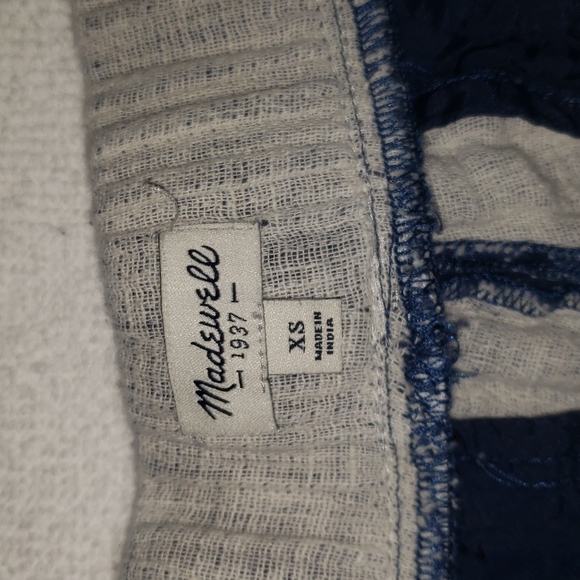 Madewell
— 1937 —
XS
MADE IN
INDIA